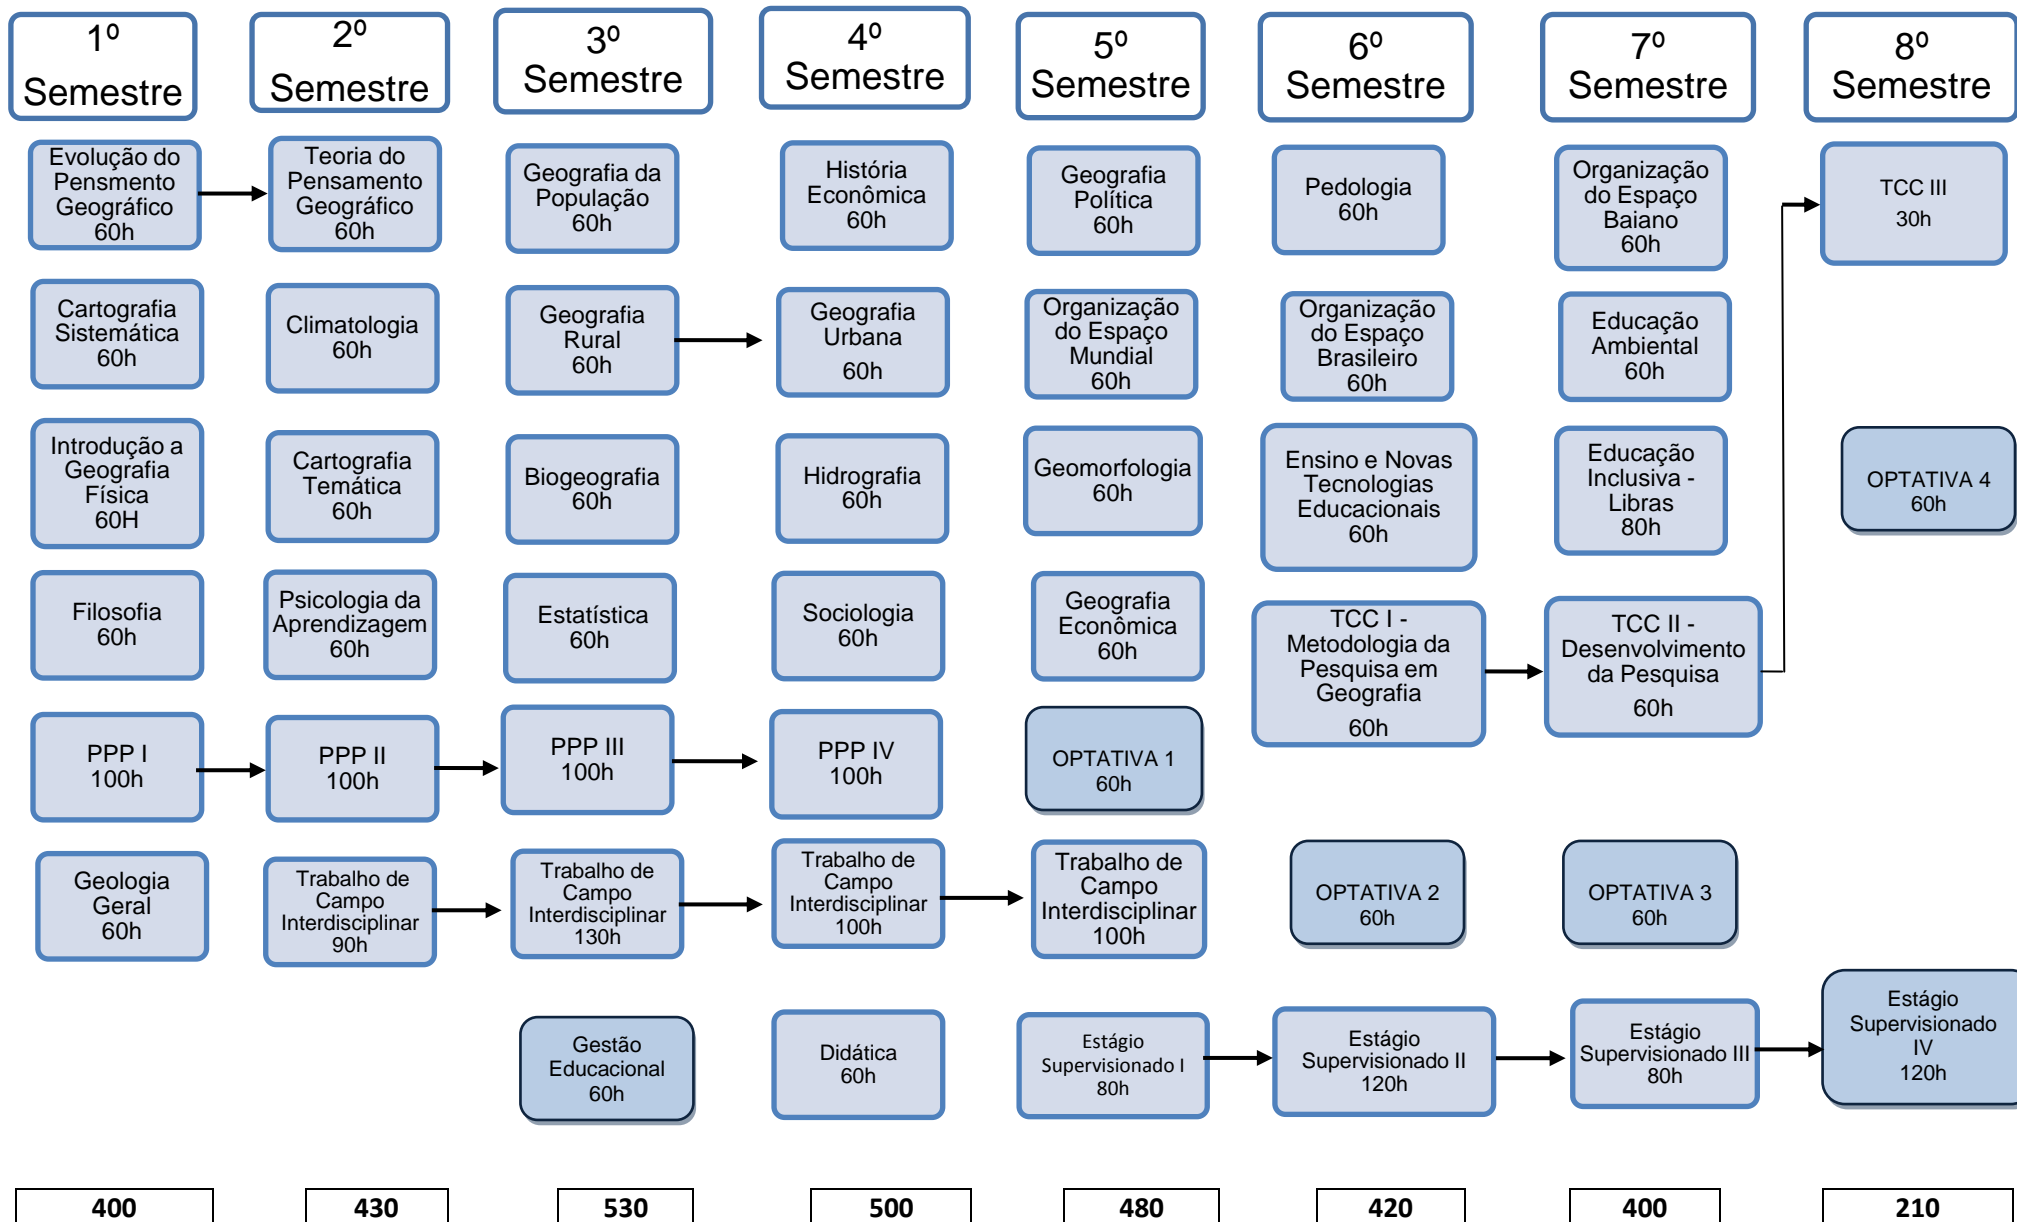 1º
Semestre
2º
Semestre
3º
Semestre
4º
Semestre
5º
Semestre
6º
Semestre
7º
Semestre
8º
Semestre
Evolução do
Pensmento
Geográfico
60h
Teoria do
Pensamento
Geográfico
60h
Geografia da
População
60h
História
Econômica
60h
Geografia
Política
60h
Pedologia
60h
Organização
do Espaço
Baiano
60h
TCC III
30h
Cartografia
Sistemática
60h
Climatologia
60h
Geografia
Rural
60h
Geografia
Urbana
60h
Organização
do Espaço
Mundial
60h
Organização
do Espaço
Brasileiro
60h
Educação
Ambiental
60h
Introdução a
Geografia
Física
60H
Cartografia
Temática
60h
Biogeografia
60h
Hidrografia
60h
Geomorfologia
60h
Ensino e Novas
Tecnologias
Educacionais
60h
Educação
Inclusiva -
Libras
80h
OPTATIVA 4
60h
Filosofia
60h
Psicologia da
Aprendizagem
60h
Estatística
60h
Sociologia
60h
Geografia
Econômica
60h
TCC I -
Metodologia da
Pesquisa em
Geografia
60h
TCC II -
Desenvolvimento
da Pesquisa
60h
PPP I
100h
PPP II
100h
PPP III
100h
PPP IV
100h
OPTATIVA 1
60h
Geologia
Geral
60h
Trabalho de
Campo
Interdisciplinar
90h
Trabalho de
Campo
Interdisciplinar
130h
Trabalho de
Campo
Interdisciplinar
100h
Trabalho de
Campo
Interdisciplinar
100h
OPTATIVA 2
60h
OPTATIVA 3
60h
Gestão
Educacional
60h
Didática
60h
Estágio
Supervisionado I
80h
Estágio
Supervisionado II
120h
Estágio
Supervisionado III
80h
Estágio
Supervisionado
IV
120h
400
430
530
500
480
420
400
210